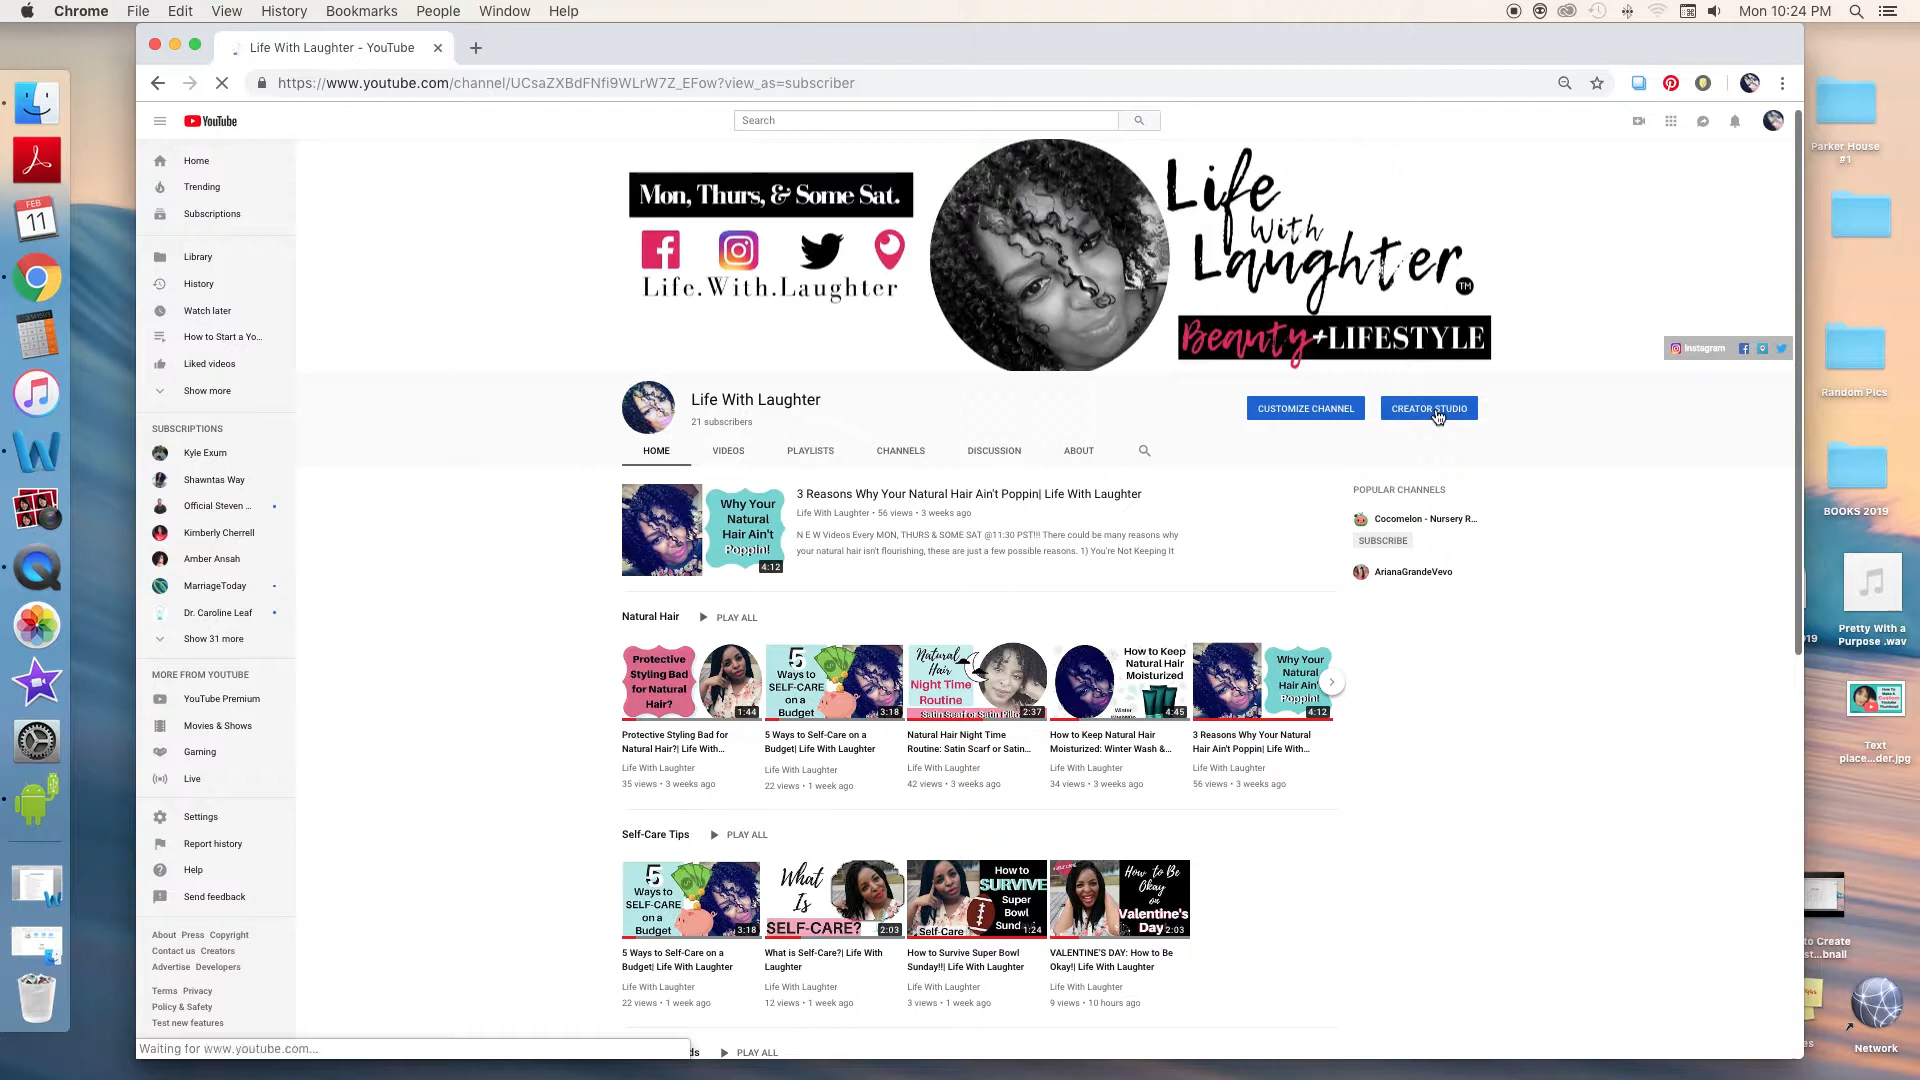 Chrome File Edit View History Bookmarks People Window Help
Mon 10:24 PM
Life With Laughter - YouTube
https://www.youtube.com/channel/UCsaZXBdFNfi9WLrW7Z_EFow?view_as=subscriber
YouTube
Search
Home
Trending
Subscriptions
Library
History
Watch later
How to Start a Yo...
Liked videos
Show more
SUBSCRIPTIONS
Kyle Exum
Shawntas Way
Official Steven ...
Kimberly Cherrell
Amber Ansah
MarriageToday
Dr. Caroline Leaf
Show 31 more
MORE FROM YOUTUBE
YouTube Premium
Movies & Shows
Gaming
Live
Settings
Report history
Help
Send feedback
About Press Copyright
Contact us Creators
Advertise Developers
Terms Privacy
Policy & Safety
Test new features
Waiting for www.youtube.com...
Mon, Thurs, & Some Sat.
Life.With.Laughter
Life
With
Laughter
TM
Beauty+LIFESTYLE
Instagram
Life With Laughter
21 subscribers
CUSTOMIZE CHANNEL
CREATOR STUDIO
HOME VIDEOS PLAYLISTS CHANNELS DISCUSSION ABOUT
Why Your
Natural
Hair Ain't
Poppin!
4:12
3 Reasons Why Your Natural Hair Ain't Poppin| Life With Laughter
Life With Laughter • 56 views • 3 weeks ago
N E W Videos Every MON, THURS & SOME SAT @11:30 PST!!! There could be many reasons why
your natural hair isn't flourishing, these are just a few possible reasons. 1) You're Not Keeping It
POPULAR CHANNELS
Cocomelon - Nursery R...
SUBSCRIBE
ArianaGrandeVevo
Natural Hair
PLAY ALL
Protective
Styling Bad
for Natural
Hair?
1:44
Protective Styling Bad for
Natural Hair?| Life With...
Life With Laughter
35 views • 3 weeks ago
5
Ways to
SELF-CARE
on a
Budget
3:18
5 Ways to Self-Care on a
Budget| Life With Laughter
Life With Laughter
22 views • 1 week ago
Natural
Hair
Night Time
Routine
Satin Scarf or Satin Pillo
2:37
Natural Hair Night Time
Routine: Satin Scarf or Satin...
Life With Laughter
42 views • 3 weeks ago
How to Keep
Natural Hair
Moisturized
4:45
How to Keep Natural Hair
Moisturized: Winter Wash &...
Life With Laughter
34 views • 3 weeks ago
Why Your
Natural
Hair Ain'
Poppin!
4:12
3 Reasons Why Your Natural
Hair Ain't Poppin| Life With...
Life With Laughter
56 views • 3 weeks ago
Self-Care Tips
PLAY ALL
5
Ways to
SELF-CARE
on a
Budget
3:18
5 Ways to Self-Care on a
Budget| Life With Laughter
Life With Laughter
22 views • 1 week ago
What
Is
SELF-CARE?
2:03
What is Self-Care?| Life With
Laughter
Life With Laughter
12 views • 1 week ago
How to
SURVIVE
Super
Bowl
Sund
Self-Care
1:24
How to Survive Super Bowl
Sunday!!| Life With Laughter
Life With Laughter
3 views • 1 week ago
How to Be
Okay
on
Valentine's
Day
2:03
VALENTINE'S DAY: How to Be
Okay!| Life With Laughter
Life With Laughter
9 views • 10 hours ago
ds
PLAY ALL
FEB
11
Parker House
#1
Random Pics
BOOKS 2019
19
Pretty With a
Purpose .wav
Text
place...der.jpg
to Create
st...bnail
es
Network